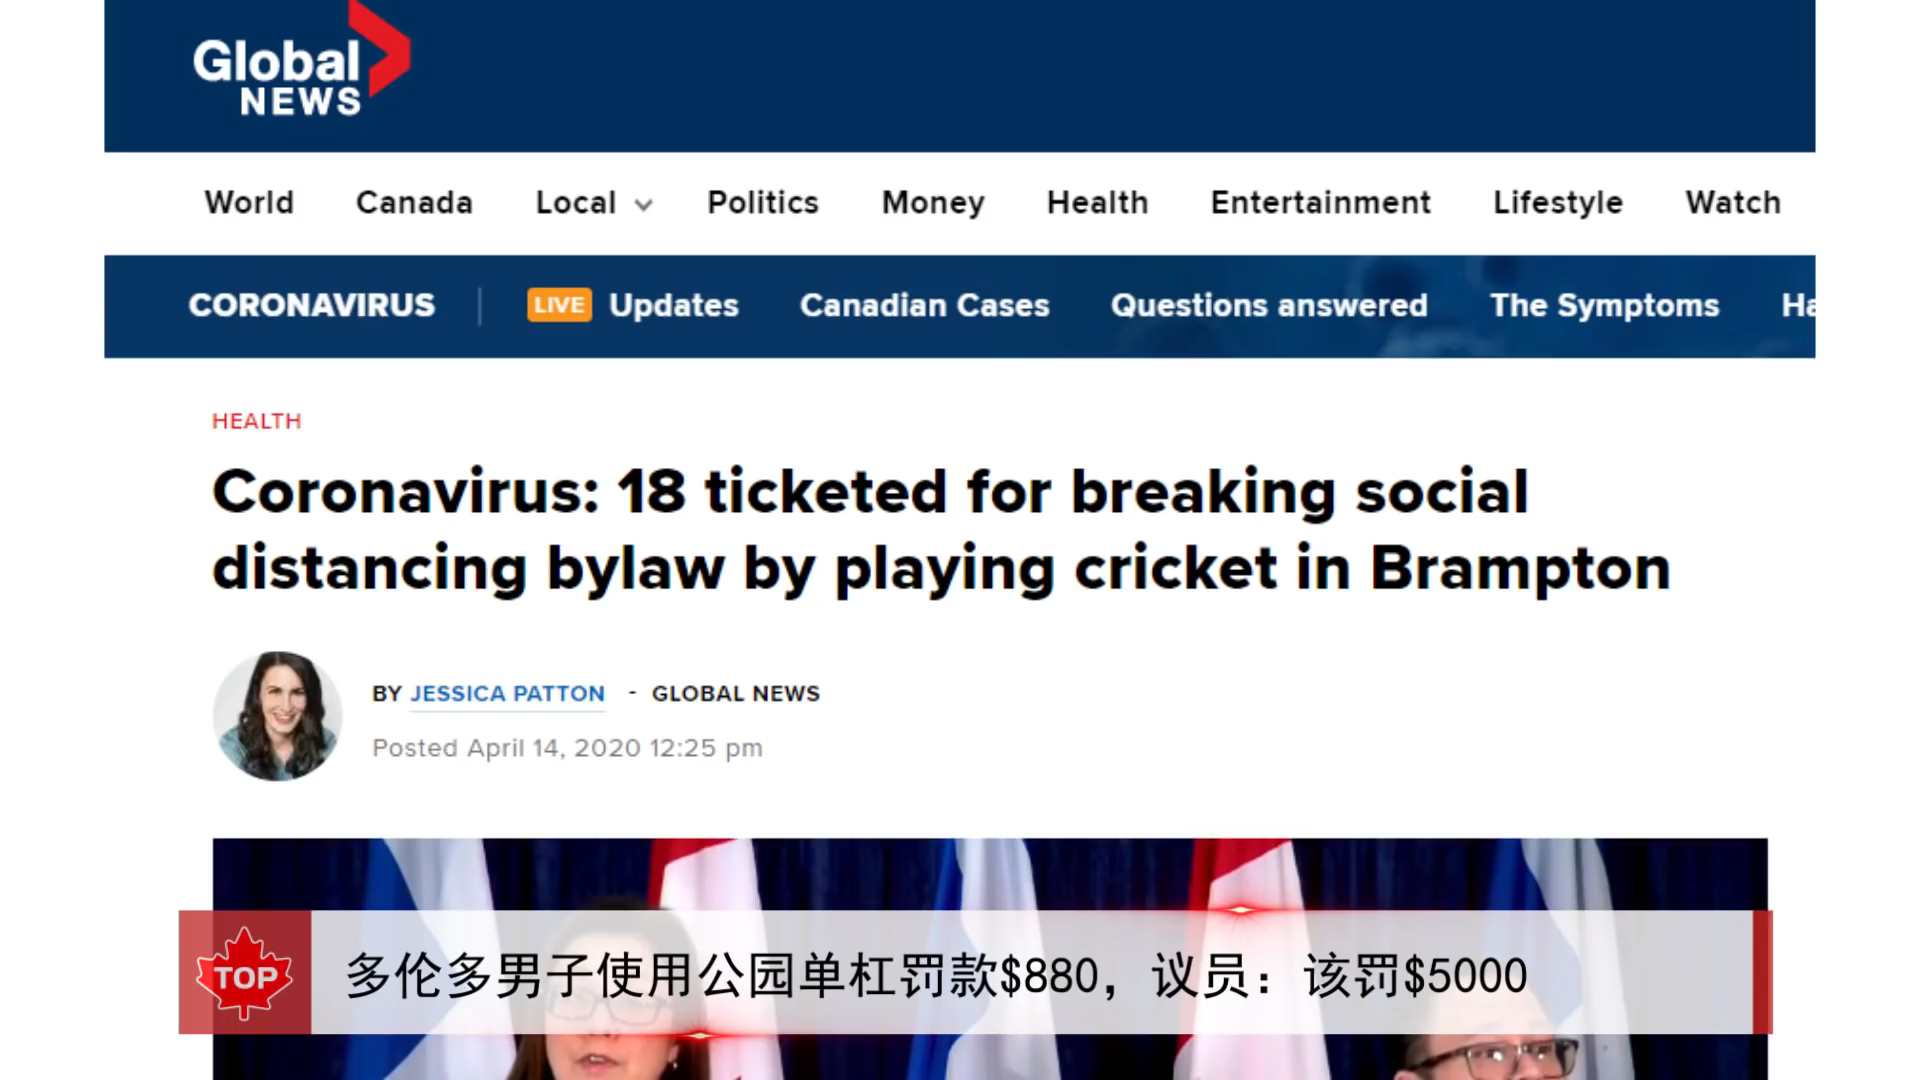 Global
NEWS
World Canada Local Politics Money Health Entertainment Lifestyle Watch
CORONAVIRUS LIVE Updates Canadian Cases Questions answered The Symptoms
HEALTH
Coronavirus: 18 ticketed for breaking social
distancing bylaw by playing cricket in Brampton
BY JESSICA PATTON - GLOBAL NEWS
Posted April 14, 2020 12:25 pm
TOP
多伦多男子使用公园单杠罚款$880，议员：该罚$5000